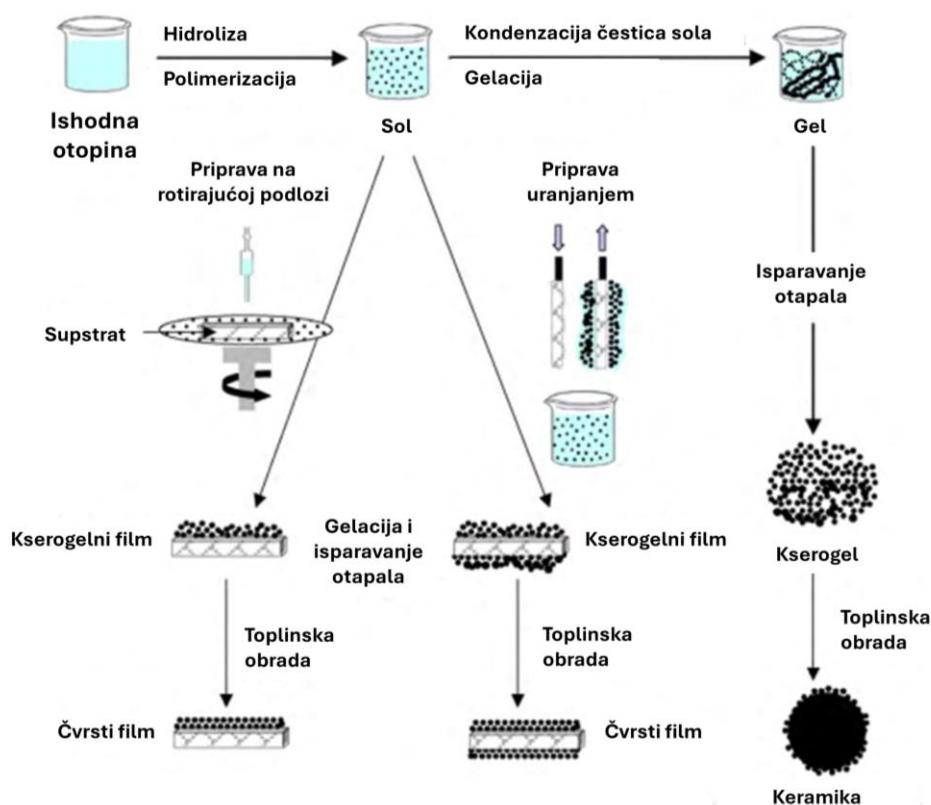 Hidroliza
Polimerizacija
Kondenzacija čestica sola
Gelacija
Ishodna
otopina
Sol
Gel
Priprava na
rotirajućoj podlozi
Priprava
uranjanjem
Isparavanje
otapala
Supstrat
Kserogelni film
Gelacija i
isparavanje
otapala
Kserogelni film
Kserogel
Toplinska
obrada
Toplinska
obrada
Toplinska
obrada
Čvrsti film
Čvrsti film
Keramika